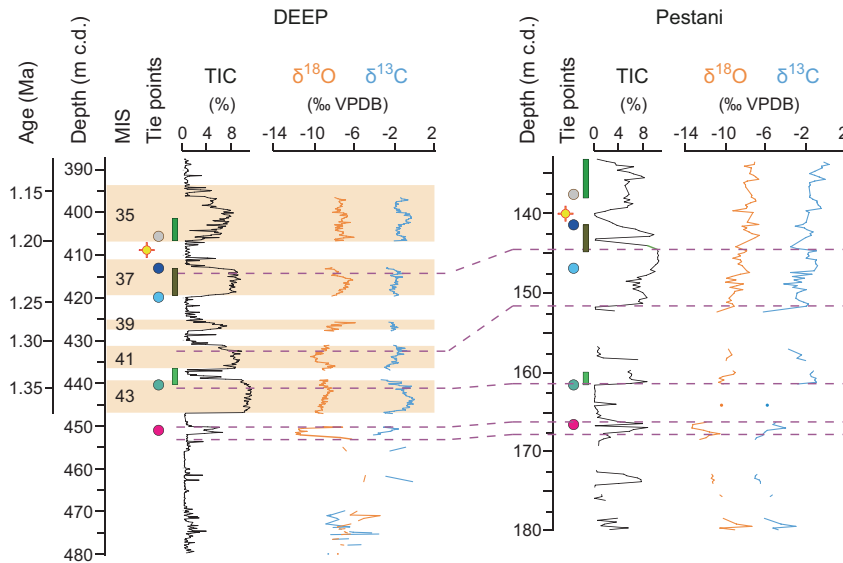 DEEP
Pestani
Age (Ma)
Depth (m c.d.)
MIS
Tie points
TIC
(%)
δ18O
δ13C
(‰ VPDB)
Depth (m c.d.)
Tie points
TIC
(%)
δ18O
δ13C
(‰ VPDB)
0 4 8
-14 -10 -6 -2 2
0 4 8
-14 -10 -6 -2 2
1.15
1.20
1.25
1.30
1.35
390
400
410
420
430
440
450
460
470
480
35
37
39
41
43
140
150
160
168
180